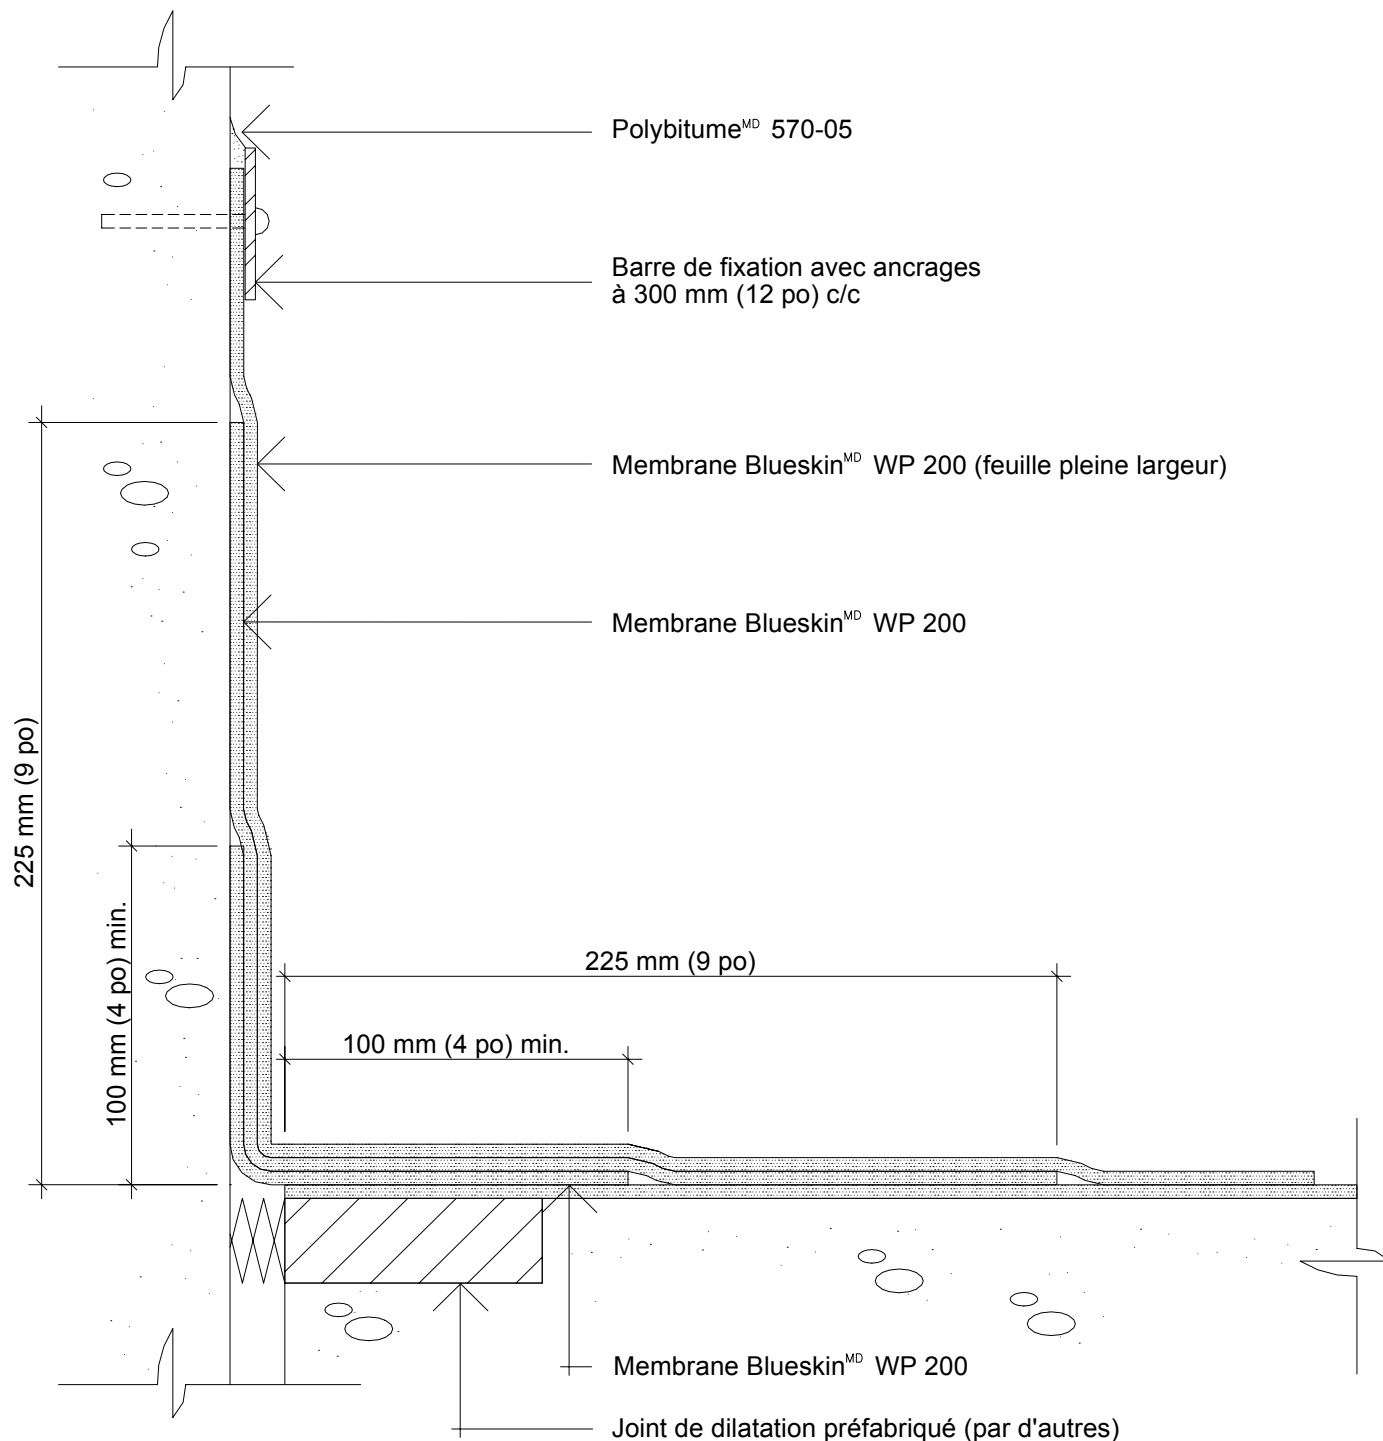 Polybitumeᴹᴰ 570-05
Barre de fixation avec ancrages
à 300 mm (12 po) c/c
Membrane Blueskinᴹᴰ WP 200 (feuille pleine largeur)
Membrane Blueskinᴹᴰ WP 200
225 mm (9 po)
100 mm (4 po) min.
225 mm (9 po)
100 mm (4 po) min.
Membrane Blueskinᴹᴰ WP 200
Joint de dilatation préfabriqué (par d'autres)